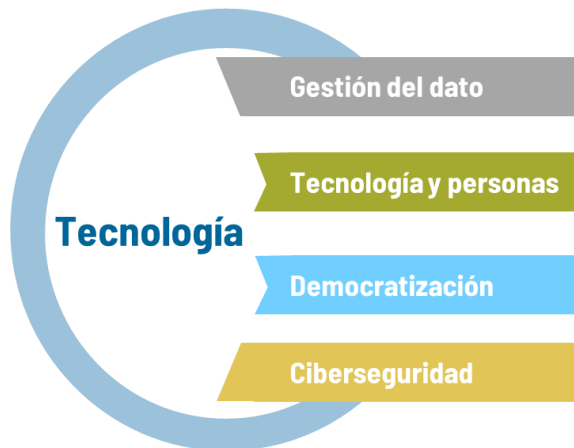 Gestión del dato
Tecnología y personas
Tecnología
Democratización
Ciberseguridad